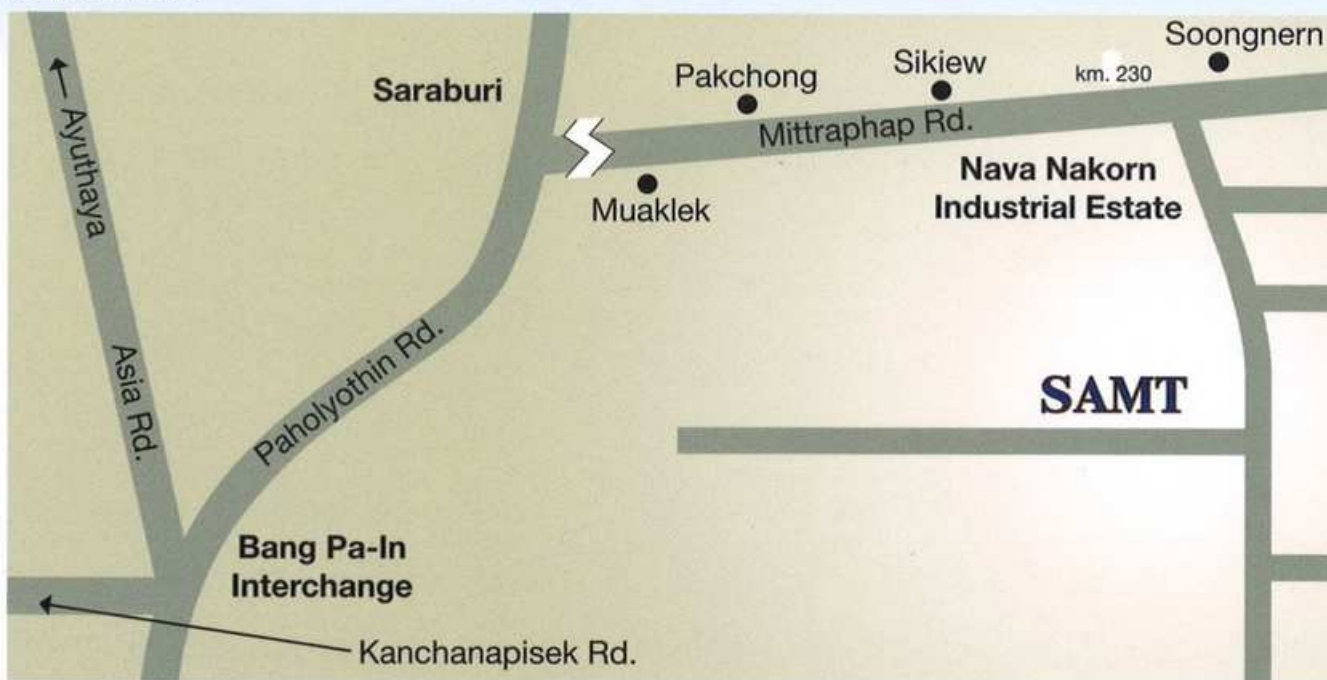 Soongnern
Sikiew
km. 230
Pakchong
Saraburi
Mittraphap Rd.
Ayuthaya
Nava Nakorn
Industrial Estate
Muaklek
Paholyothin Rd.
Asia Rd.
SAMT
Bang Pa-In
Interchange
Kanchanapisek Rd.